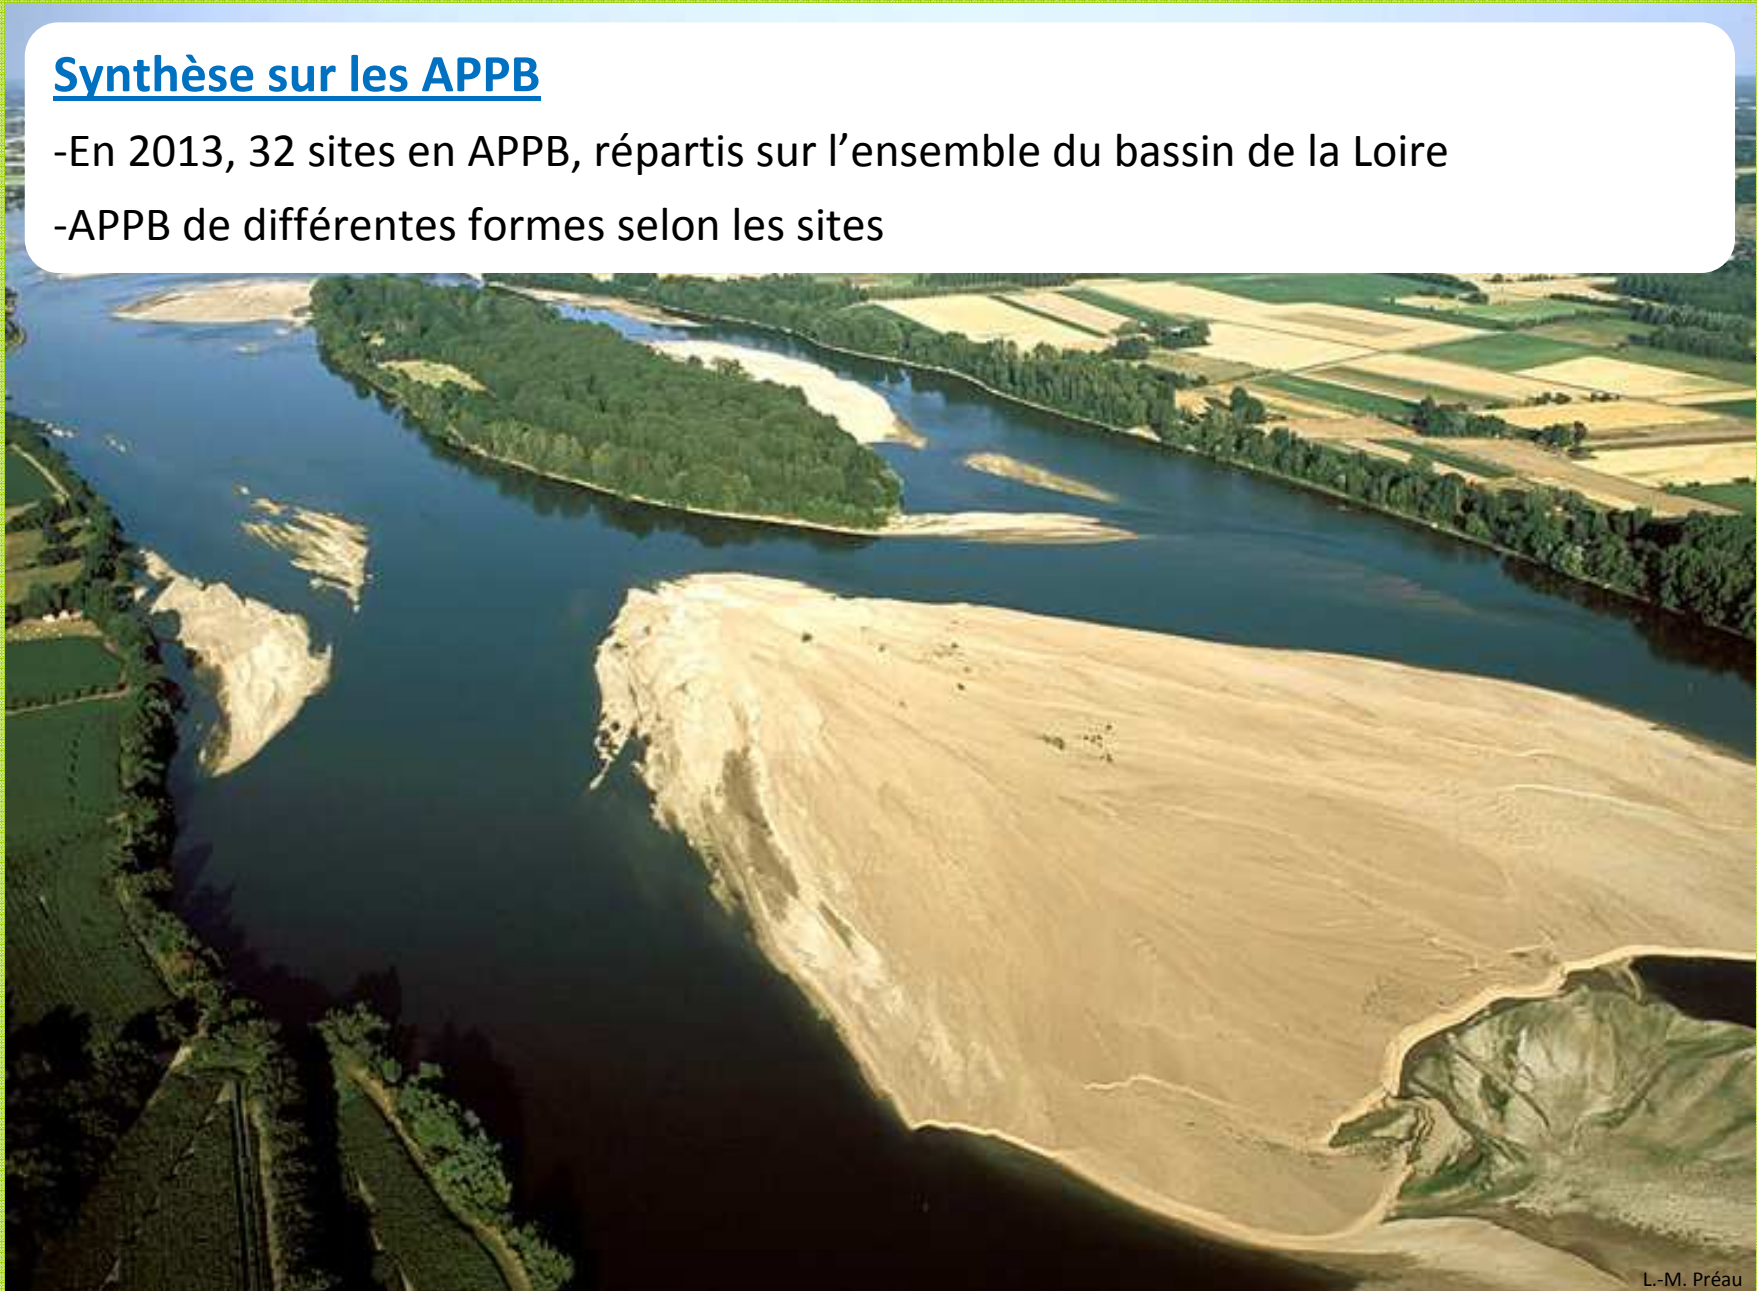 Synthèse sur les APPB
-En 2013, 32 sites en APPB, répartis sur l’ensemble du bassin de la Loire
-APPB de différentes formes selon les sites
L.-M. Préau